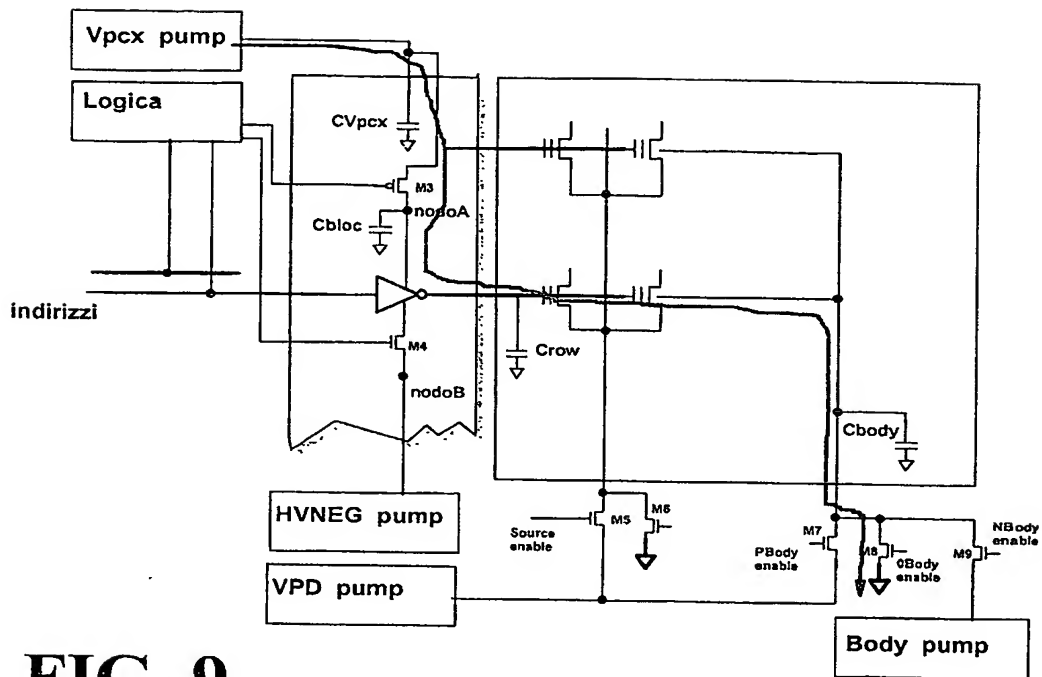 Vpcx pump
Logica
CVpcx
M3
nodoA
Cbloc
indirizzi
M4
Crow
nodoB
Cbody
HVNEG pump
Source enable
M5
M6
PBody enable
M7
M8
0Body enable
M9
NBody enable
VPD pump
Body pump
FIG. 9